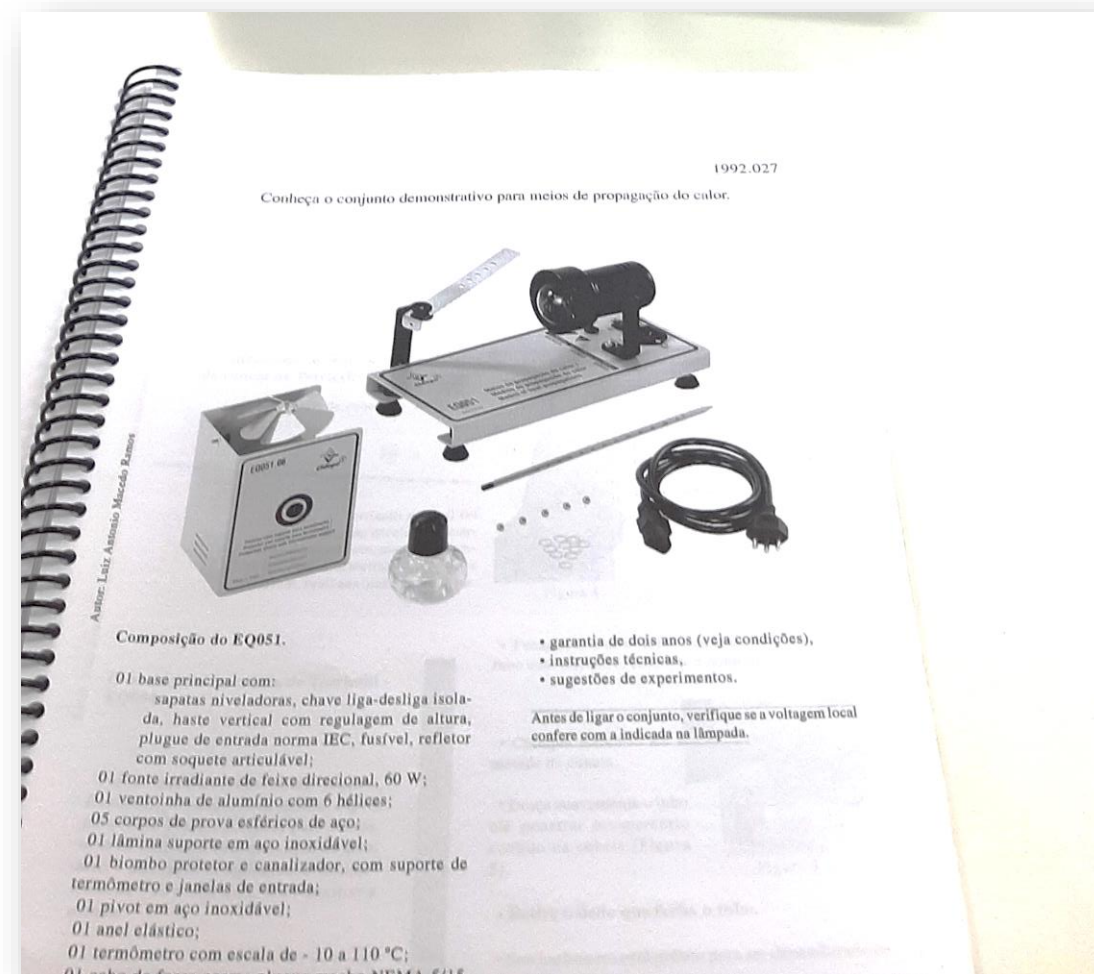 1992.027
Conheça o conjunto demonstrativo para meios de propagação do calor.
EQ051
EQ051.08
Autor: Luiz Antonio Macedo Ramos
Composição do EQ051.
01 base principal com:
sapatas niveladoras, chave liga-desliga isola-
da, haste vertical com regulagem de altura,
plugue de entrada norma IEC, fusível, refletor
com soquete articulável;
01 fonte irradiante de feixe direcional, 60 W;
01 ventoinha de alumínio com 6 hélices;
05 corpos de prova esféricos de aço;
01 lâmina suporte em aço inoxidável;
01 biombo protetor e canalizador, com suporte de
termômetro e janelas de entrada;
01 pivot em aço inoxidável;
01 anel elástico;
01 termômetro com escala de - 10 a 110 °C;
• garantia de dois anos (veja condições),
• instruções técnicas,
• sugestões de experimentos.
Antes de ligar o conjunto, verifique se a voltagem local
confere com a indicada na lâmpada.